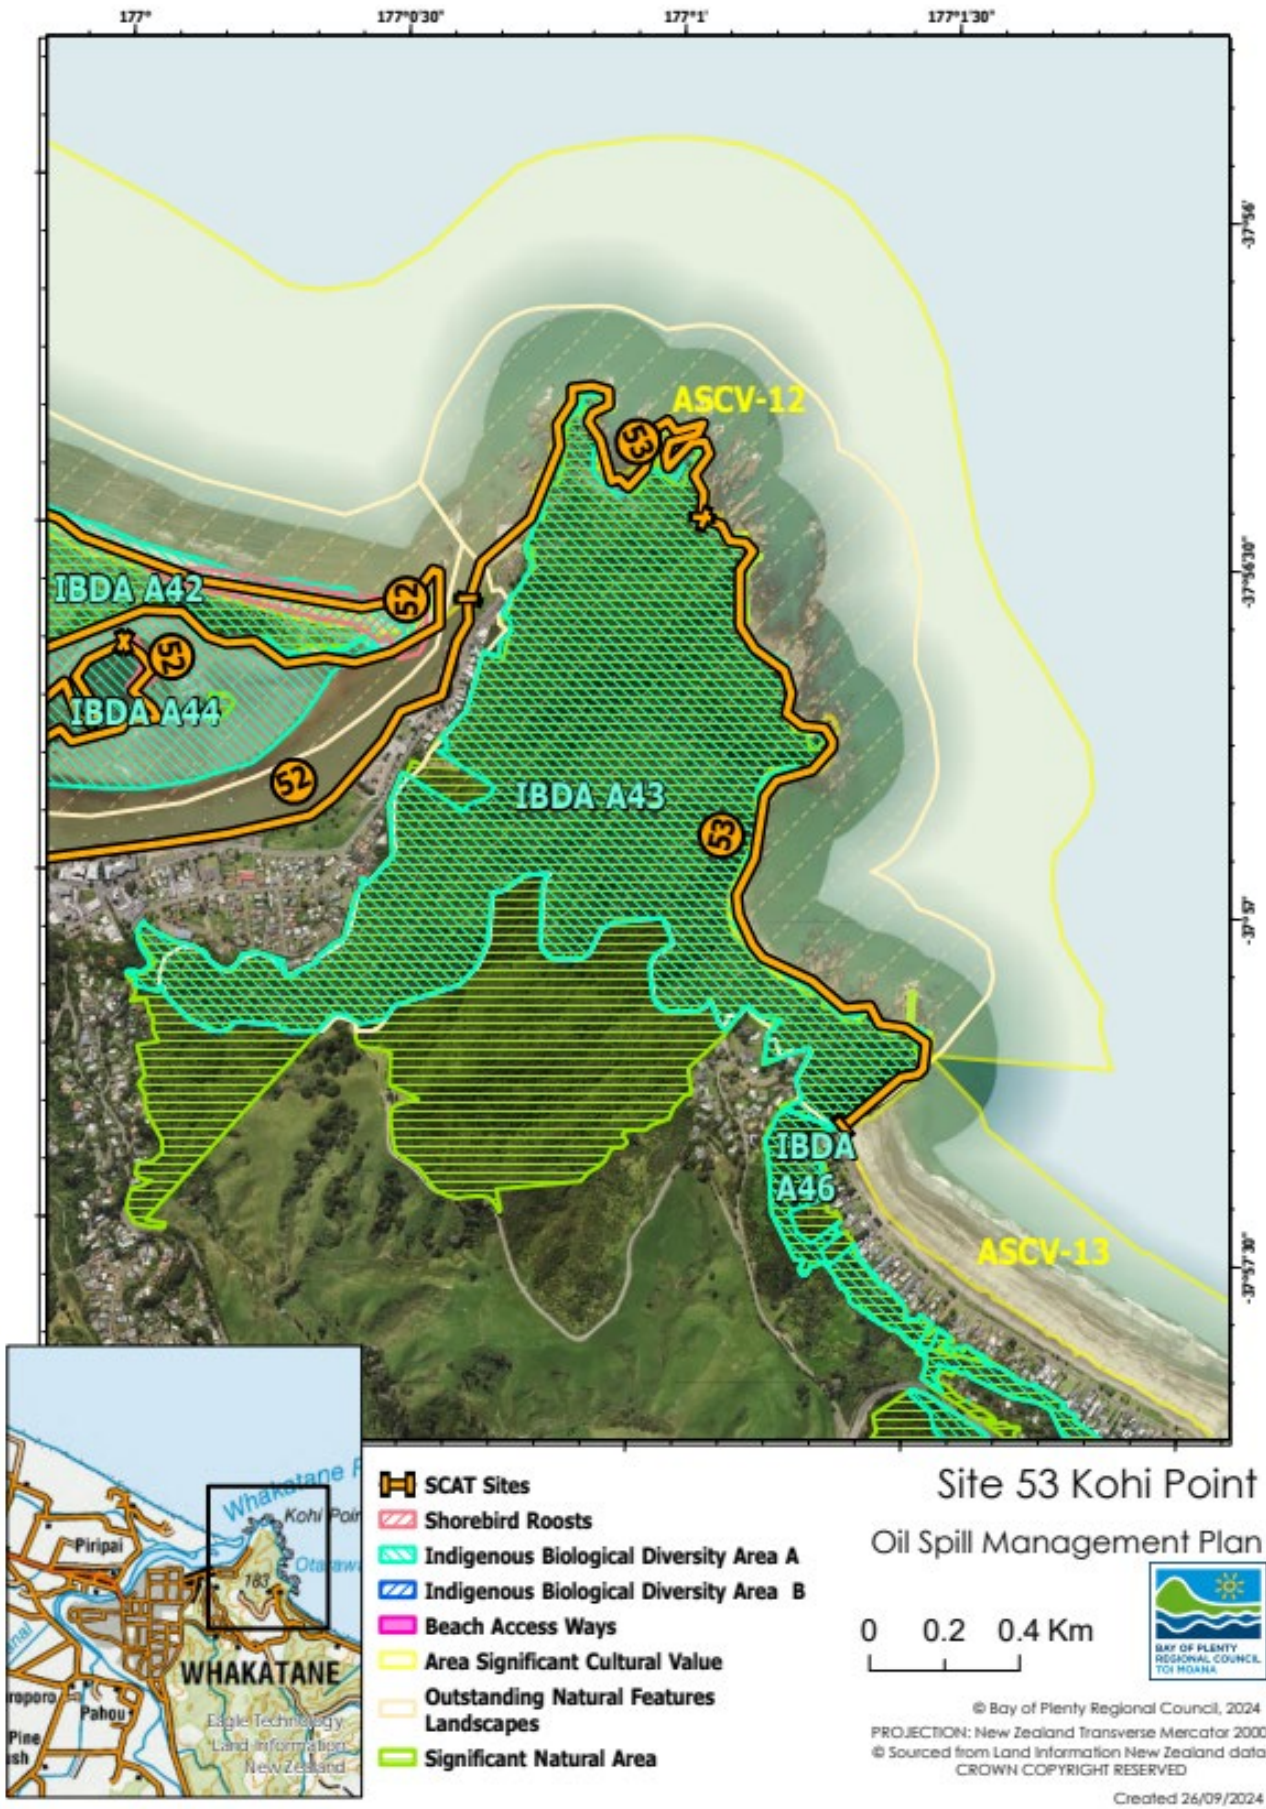 177° 177°0'30" 177°1' 177°1'30"
-37°56'
ASCV-12
53
-37°56'30"
IBDA A42
52
52
IBDA A44
52
IBDA A43
53
-37°57'
IBDA
A46
ASCV-13
-37°57'30"
Whakatane
Kohi Poin
Piripai
Otarawa
183
WHAKATANE
Pahou
Pine
Eagle Technology
Land Information
New Zealand
SCAT Sites
Shorebird Roosts
Indigenous Biological Diversity Area A
Indigenous Biological Diversity Area B
Beach Access Ways
Area Significant Cultural Value
Outstanding Natural Features
Landscapes
Significant Natural Area
Site 53 Kohi Point
Oil Spill Management Plan
0 0.2 0.4 Km
BAY OF PLENTY
REGIONAL COUNCIL
TOI MOANA
© Bay of Plenty Regional Council, 2024
PROJECTION: New Zealand Transverse Mercator 2000
© Sourced from Land Information New Zealand data
CROWN COPYRIGHT RESERVED
Created 26/09/2024